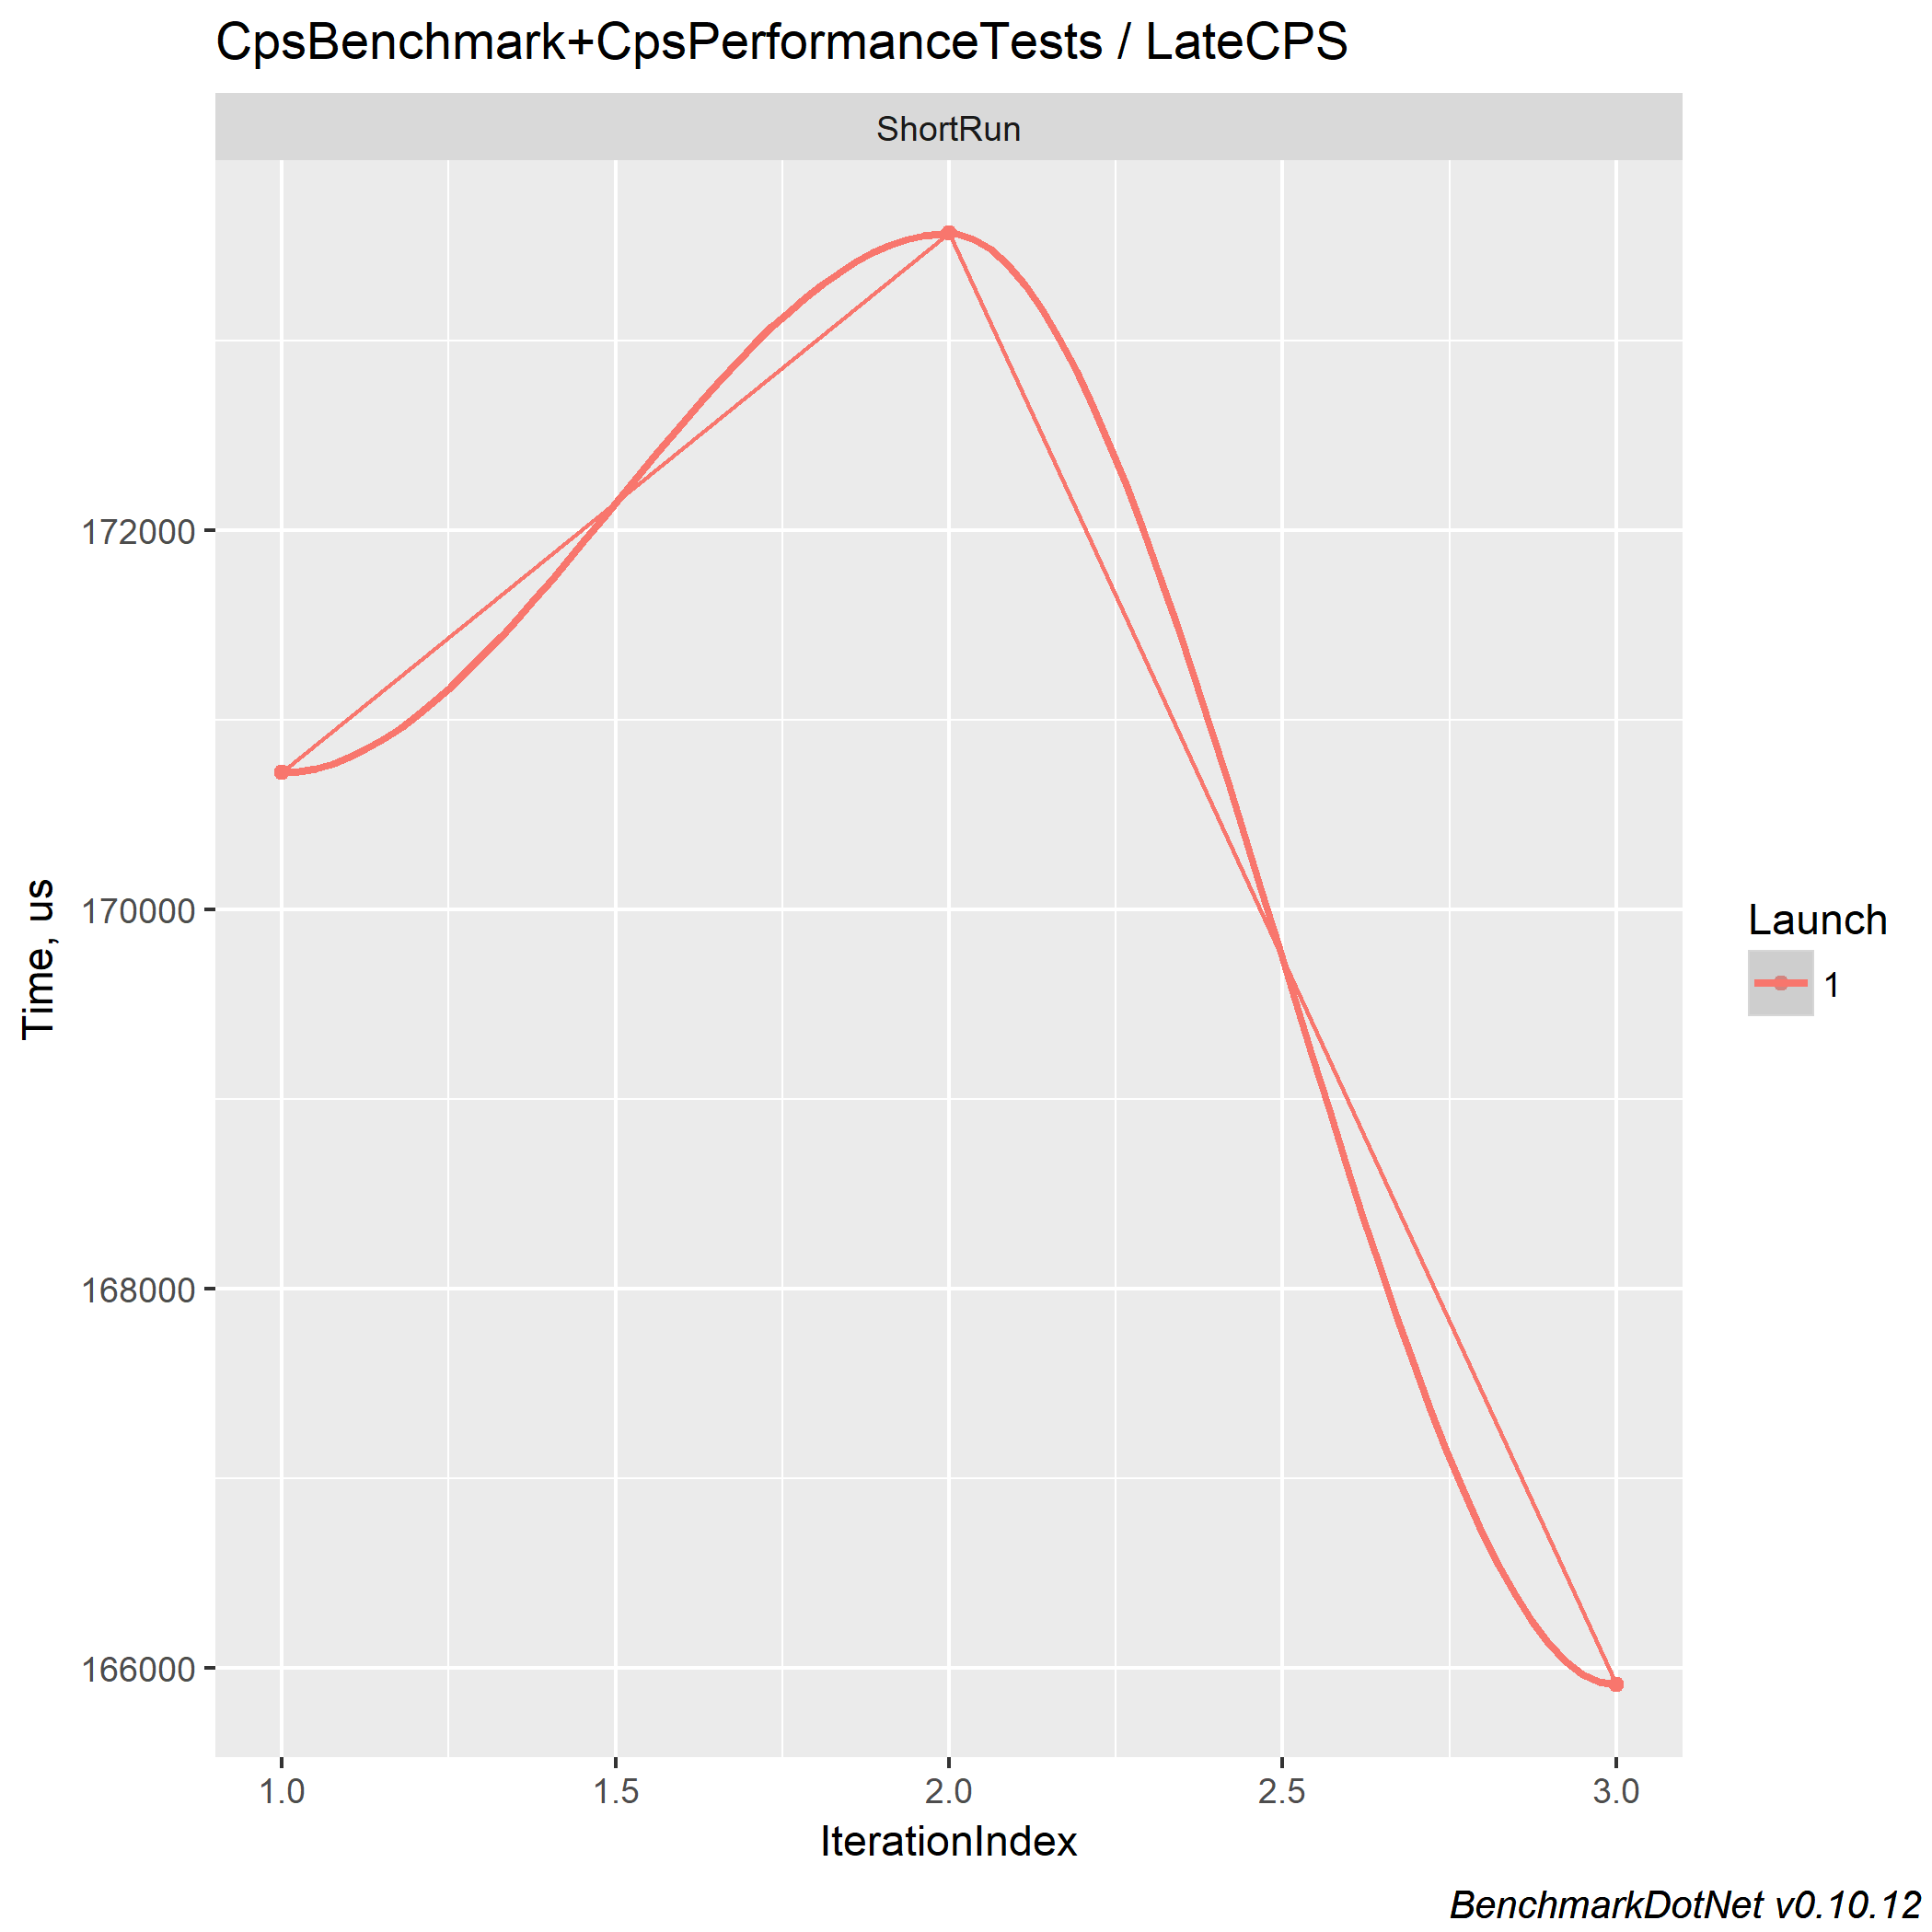 CpsBenchmark+CpsPerformanceTests / LateCPS
ShortRun
172000
170000
168000
166000
Time, us
1.0 1.5 2.0 2.5 3.0
IterationIndex
Launch
1
BenchmarkDotNet v0.10.12